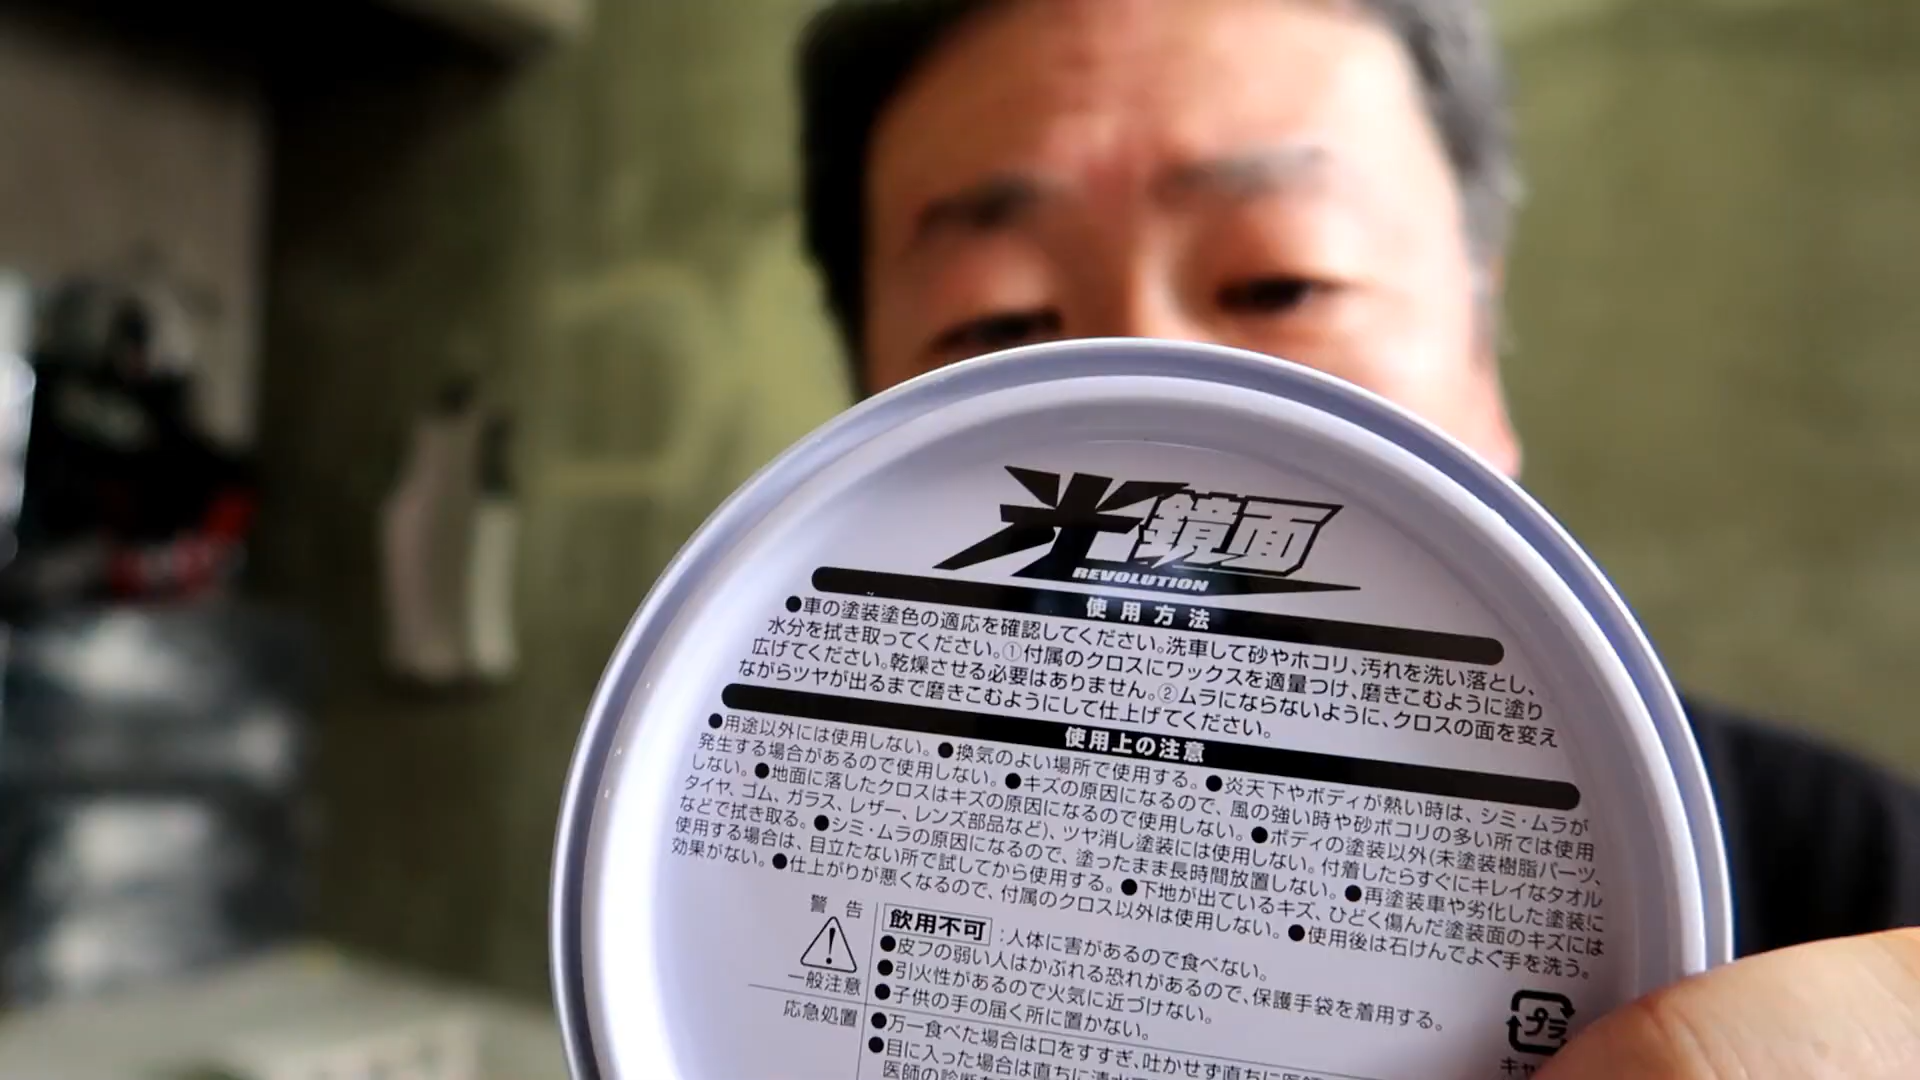 光鏡面
REVOLUTION
使用方法
●車の塗装塗色の適応を確認してください。洗車して砂やホコリ、汚れを洗い落とし、
水分を拭き取ってください。①付属のクロスにワックスを適量つけ、磨きこむように塗り
広げてください。乾燥させる必要はありません。②ムラにならないように、クロスの面を変え
ながらツヤが出るまで磨きこむようにして仕上げてください。
使用上の注意
●用途以外には使用しない。●換気のよい場所で使用する。●炎天下やボディが熱い時は、シミ・ムラが
発生する場合があるので使用しない。●キズの原因になるので、風の強い時や砂ボコリの多い所では使用
しない。●地面に落したクロスはキズの原因になるので使用しない。●ボディの塗装以外(未塗装樹脂パーツ、
タイヤ、ゴム、ガラス、レザー、レンズ部品など)、ツヤ消し塗装には使用しない。付着したらすぐにキレイなタオル
などで拭き取る。●シミ・ムラの原因になるので、塗ったまま長時間放置しない。●再塗装車や劣化した塗装に
使用する場合は、目立たない所で試してから使用する。●下地が出ているキズ、ひどく傷んだ塗装面のキズには
効果がない。●仕上がりが悪くなるので、付属のクロス以外は使用しない。●使用後は石けんでよく手を洗う。
警告
一般注意
飲用不可:人体に害があるので食べない。
●皮フの弱い人はかぶれる恐れがあるので、保護手袋を着用する。
●引火性があるので火気に近づけない。
●子供の手の届く所に置かない。
応急処置
●万一食べた場合は口をすすぎ、吐かせず直ちに医師
●目に入った場合は直ちに清水で
医師の診断を
プラ
キャ